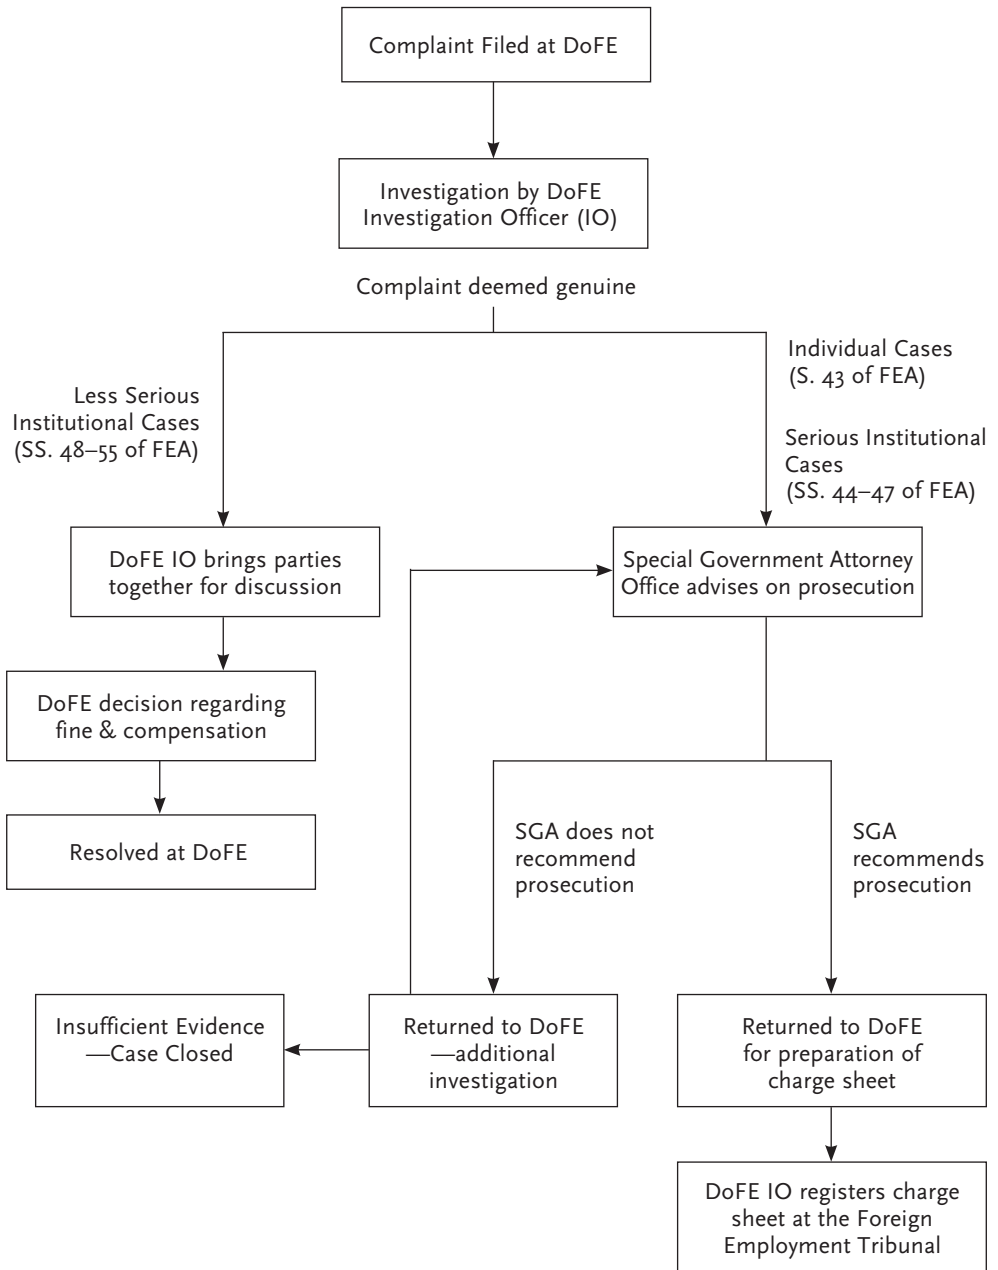 Complaint Filed at DoFE
Investigation by DoFE
Investigation Officer (IO)
Complaint deemed genuine
Less Serious
Institutional Cases
(SS. 48–55 of FEA)
Individual Cases
(S. 43 of FEA)
Serious Institutional
Cases
(SS. 44–47 of FEA)
DoFE IO brings parties
together for discussion
Special Government Attorney
Office advises on prosecution
DoFE decision regarding
fine & compensation
Resolved at DoFE
SGA does not
recommend
prosecution
SGA
recommends
prosecution
Insufficient Evidence
—Case Closed
Returned to DoFE
—additional
investigation
Returned to DoFE
for preparation of
charge sheet
DoFE IO registers charge
sheet at the Foreign
Employment Tribunal